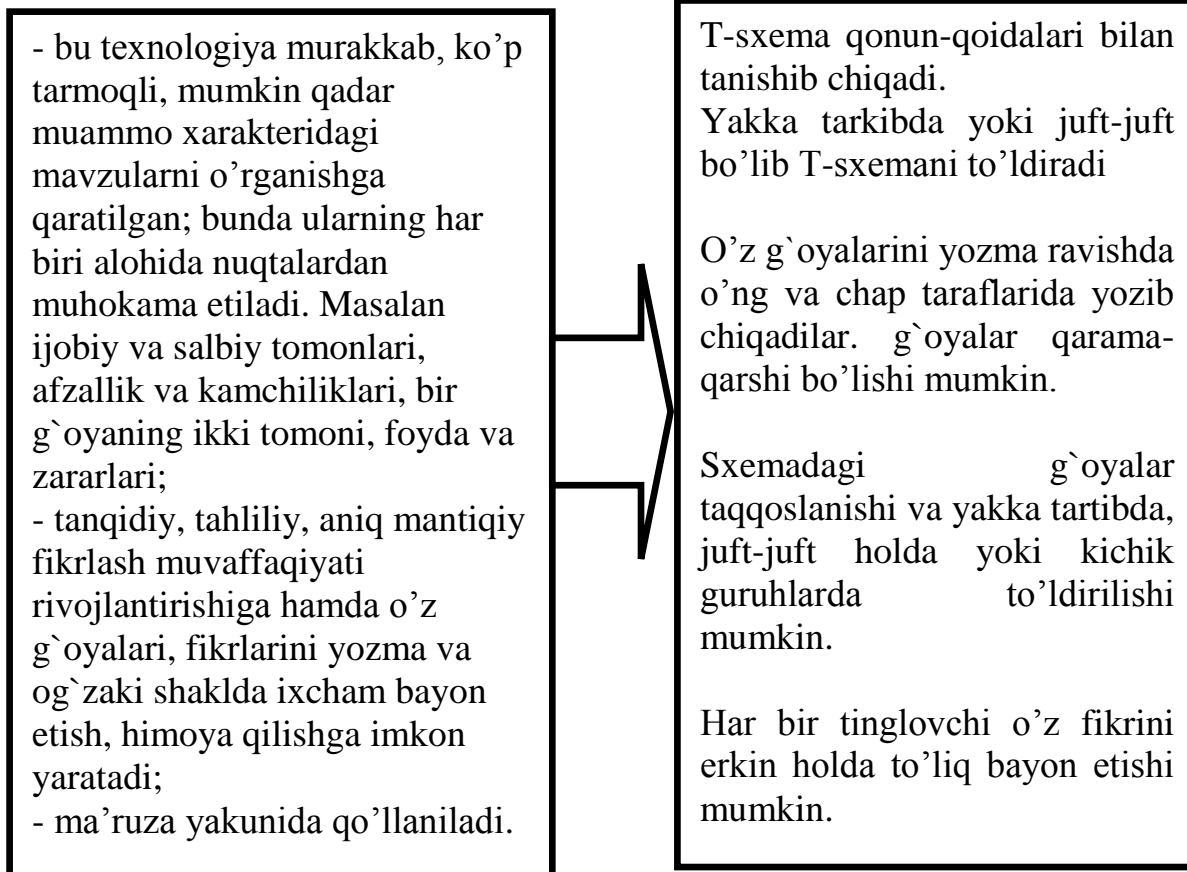 - bu texnologiya murakkab, ko’p
tarmoqli, mumkin qadar
muammo xarakteridagi
mavzularni o’rganishga
qaratilgan; bunda ularning har
biri alohida nuqtalardan
muhokama etiladi. Masalan
ijobiy va salbiy tomonlari,
afzallik va kamchiliklari, bir
g`oyaning ikki tomoni, foyda va
zararlari;
- tanqidiy, tahliliy, aniq mantiqiy
fikrlash muvaffaqiyati
rivojlantirishiga hamda o’z
g`oyalari, fikrlarini yozma va
og`zaki shaklda ixcham bayon
etish, himoya qilishga imkon
yaratadi;
- ma’ruza yakunida qo’llaniladi.
T-sxema qonun-qoidalari bilan
tanishib chiqadi.
Yakka tarkibda yoki juft-juft
bo’lib T-sxemani to’ldiradi
O’z g`oyalarini yozma ravishda
o’ng va chap taraflarida yozib
chiqadilar. g`oyalar qarama-
qarshi bo’lishi mumkin.
Sxemadagi g`oyalar
taqqoslanishi va yakka tartibda,
juft-juft holda yoki kichik
guruhlarda to’ldirilishi
mumkin.
Har bir tinglovchi o’z fikrini
erkin holda to’liq bayon etishi
mumkin.